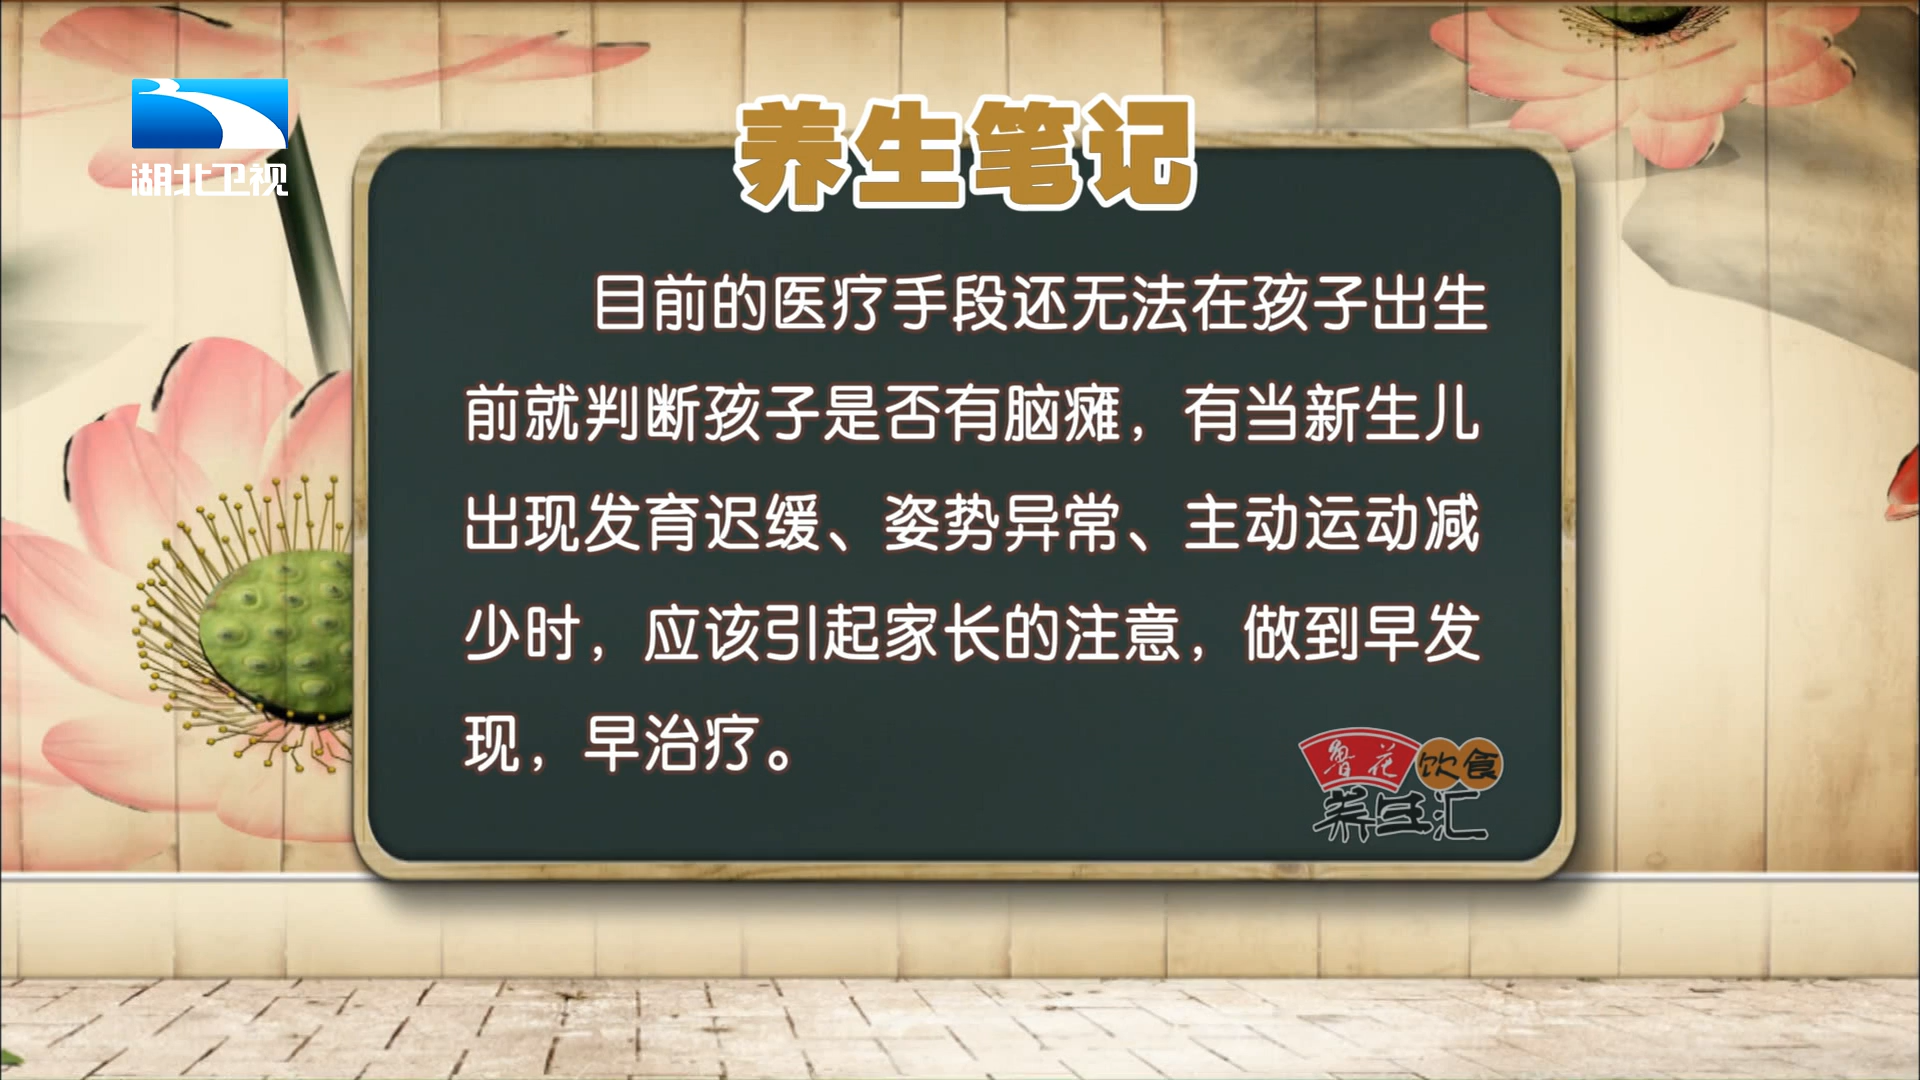 湖北卫视
养生笔记
目前的医疗手段还无法在孩子出生
前就判断孩子是否有脑瘫，有当新生儿
出现发育迟缓、姿势异常、主动运动减
少时，应该引起家长的注意，做到早发
现，早治疗。
鲁花饮食
养生汇